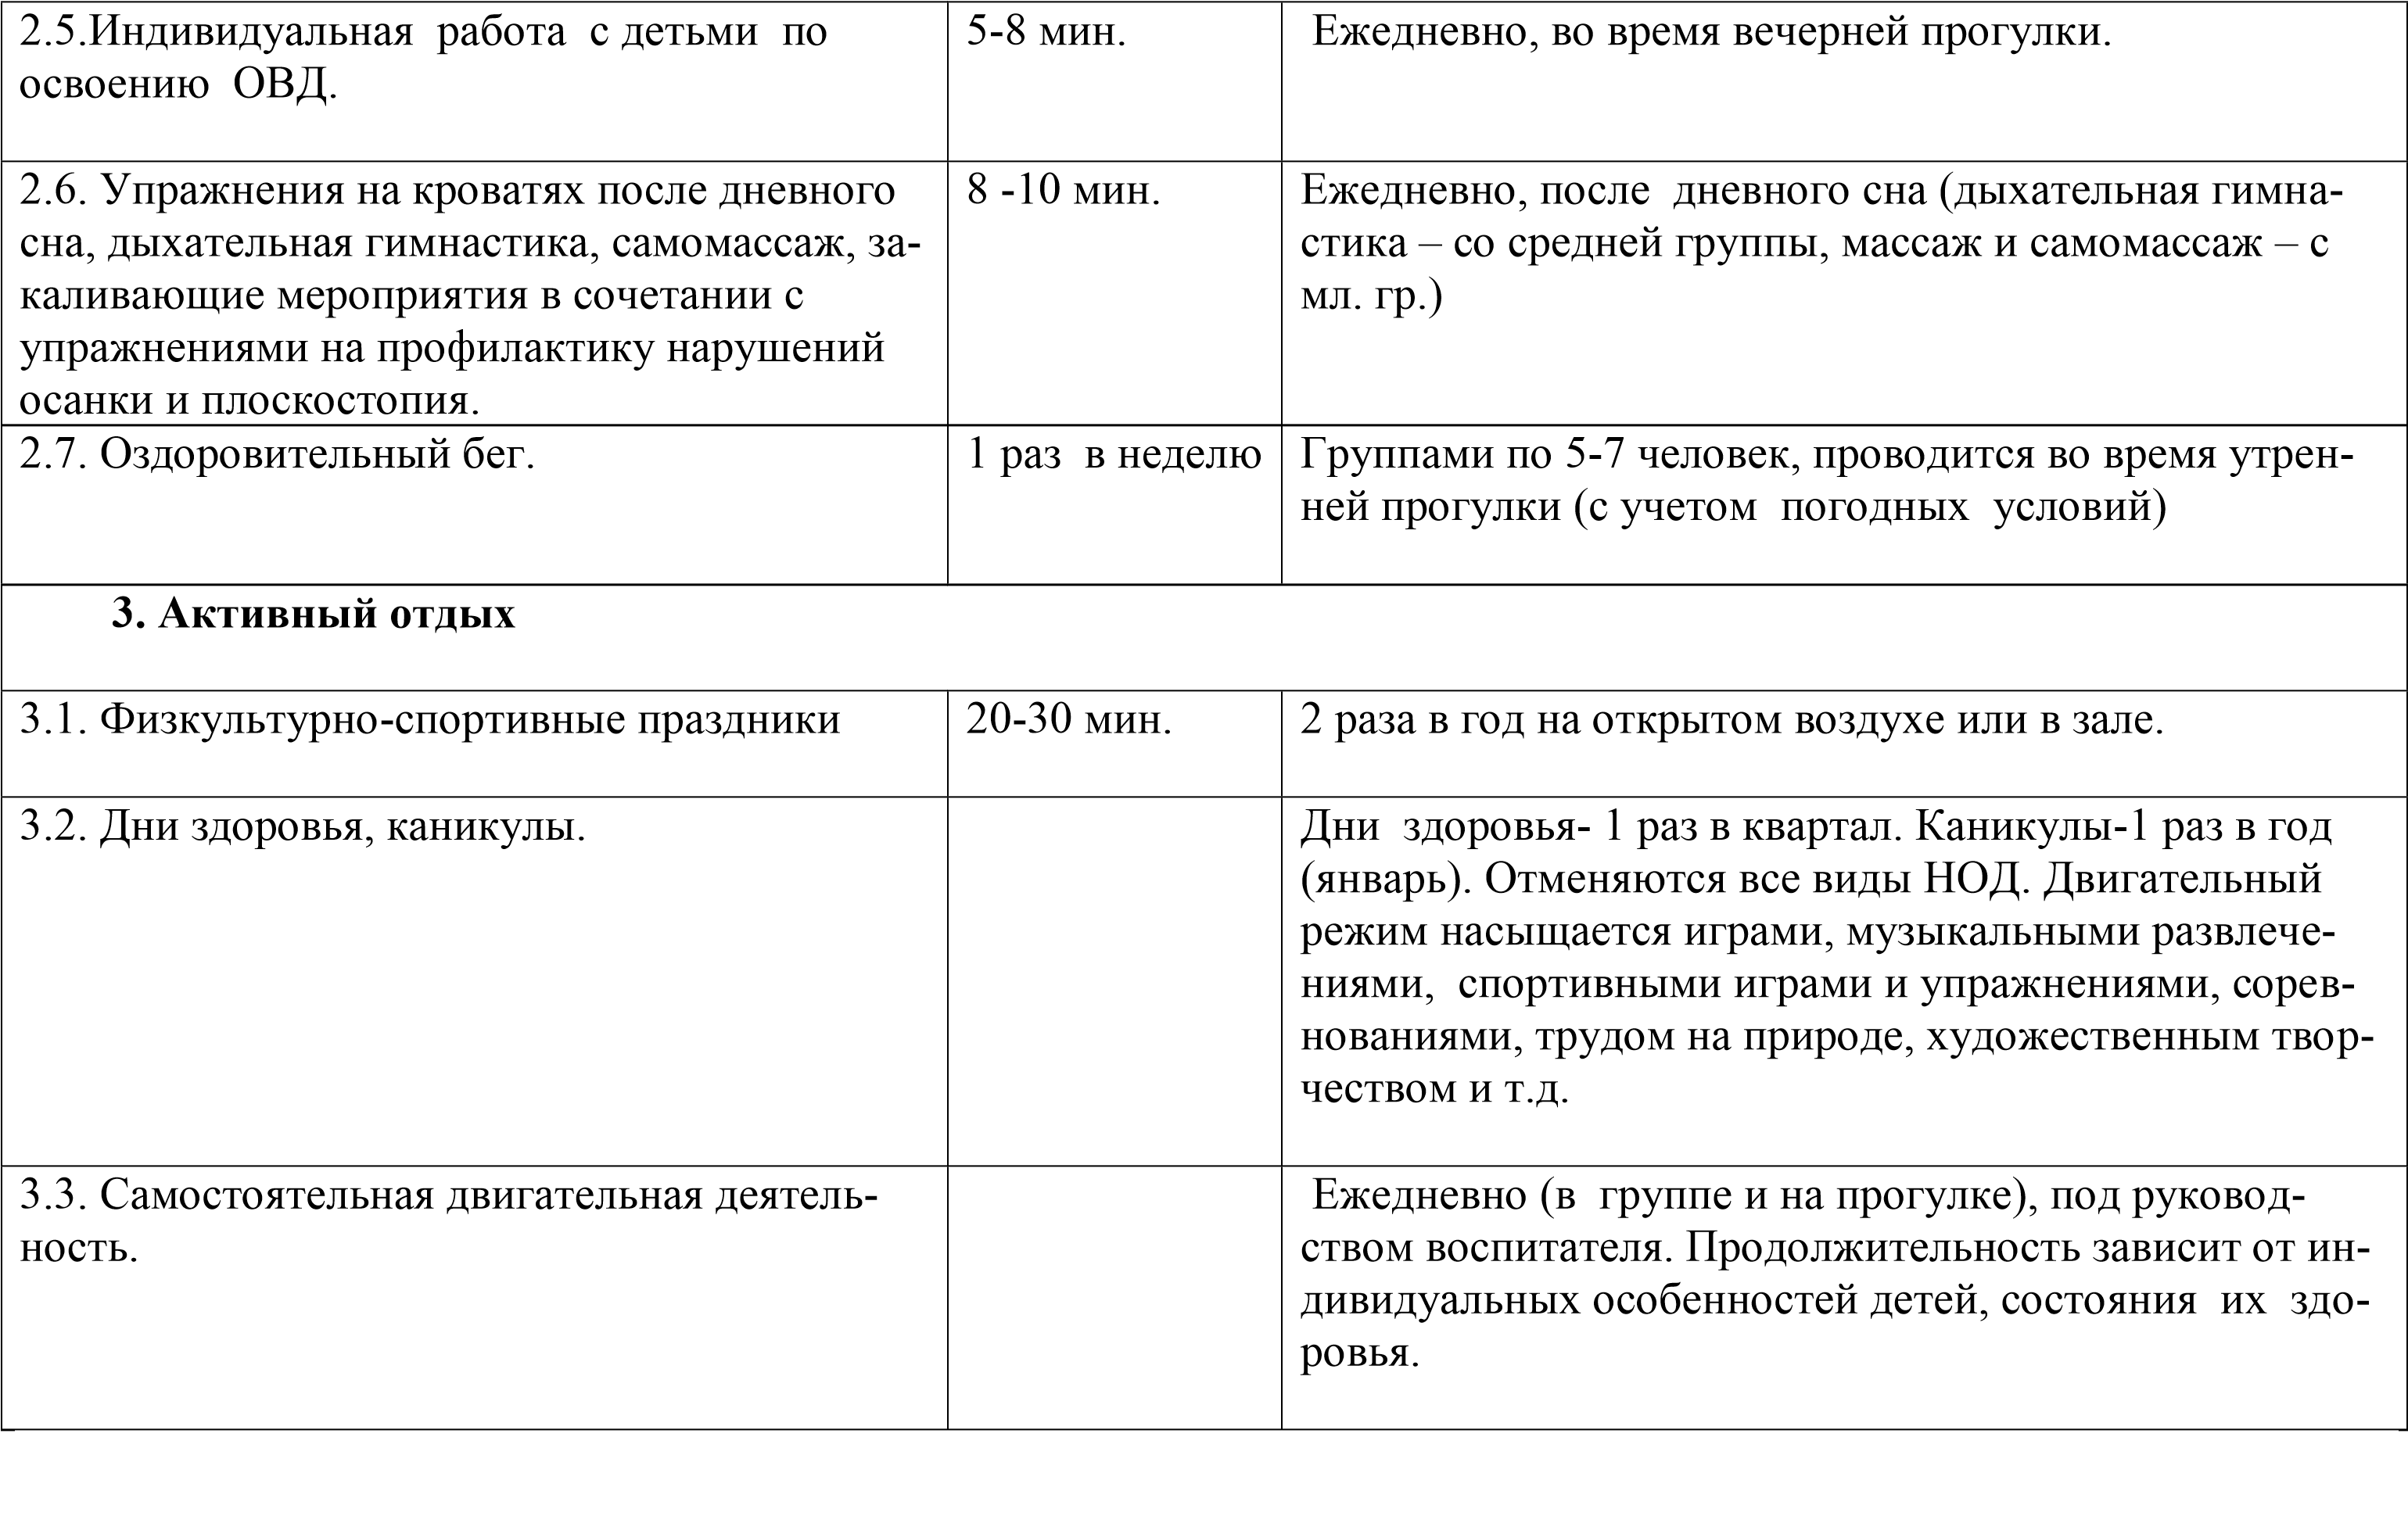 2.5.Индивидуальная работа с детьми по
освоению ОВД.
5-8 мин.
Ежедневно, во время вечерней прогулки.
2.6. Упражнения на кроватях после дневного
сна, дыхательная гимнастика, самомассаж, за-
каливающие мероприятия в сочетании с
упражнениями на профилактику нарушений
осанки и плоскостопия.
8 -10 мин.
Ежедневно, после дневного сна (дыхательная гимна-
стика – со средней группы, массаж и самомассаж – с
мл. гр.)
2.7. Оздоровительный бег.
1 раз в неделю
Группами по 5-7 человек, проводится во время утрен-
ней прогулки (с учетом погодных условий)
3. Активный отдых
3.1. Физкультурно-спортивные праздники
20-30 мин.
2 раза в год на открытом воздухе или в зале.
3.2. Дни здоровья, каникулы.
Дни здоровья- 1 раз в квартал. Каникулы-1 раз в год
(январь). Отменяются все виды НОД. Двигательный
режим насыщается играми, музыкальными развлече-
ниями, спортивными играми и упражнениями, сорев-
нованиями, трудом на природе, художественным твор-
чеством и т.д.
3.3. Самостоятельная двигательная деятель-
ность.
Ежедневно (в группе и на прогулке), под руковод-
ством воспитателя. Продолжительность зависит от ин-
дивидуальных особенностей детей, состояния их здо-
ровья.